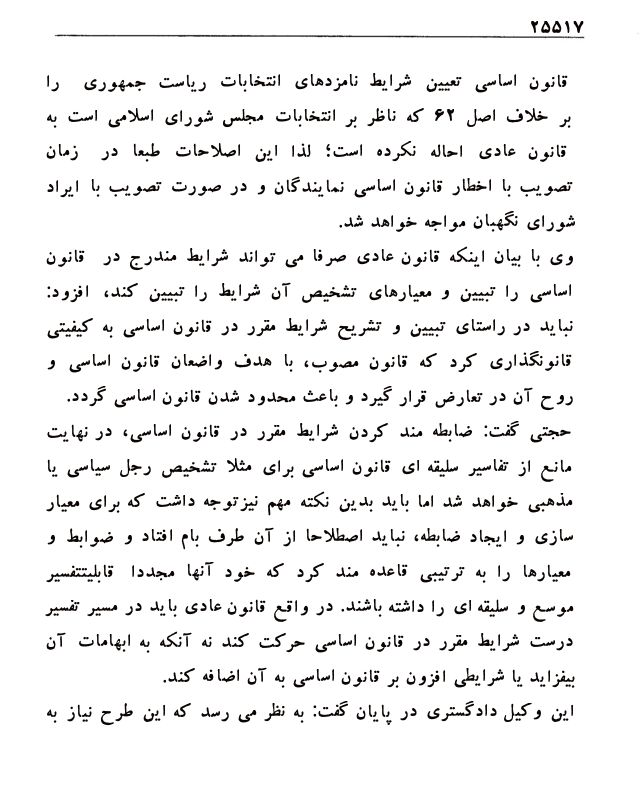 ۲۵۵۱۷
قانون اساسی تعیین شرایط نامزدهای انتخابات ریاست جمهوری را
بر خلاف اصل ۶۲ که ناظر بر انتخابات مجلس شورای اسلامی است به
قانون عادی احاله نکرده است؛ لذا این اصلاحات طبعا در زمان
تصویب با اخطار قانون اساسی نمایندگان و در صورت تصویب با ایراد
شورای نگهبان مواجه خواهد شد.
وی با بیان اینکه قانون عادی صرفا می تواند شرایط مندرج در قانون
اساسی را تبیین و معیارهای تشخیص آن شرایط را تبیین کند، افزود:
نباید در راستای تبیین و تشریح شرایط مقرر در قانون اساسی به کیفیتی
قانونگذاری کرد که قانون مصوب، با هدف واضعان قانون اساسی و
روح آن در تعارض قرار گیرد و باعث محدود شدن قانون اساسی گردد.
حجتی گفت: ضابطه مند کردن شرایط مقرر در قانون اساسی، در نهایت
مانع از تفاسیر سلیقه ای قانون اساسی برای مثلا تشخیص رجل سیاسی یا
مذهبی خواهد شد اما باید بدین نکته مهم نیزتوجه داشت که برای معیار
سازی و ایجاد ضابطه، نباید اصطلاحا از آن طرف بام افتاد و ضوابط و
معیارها را به ترتیبی قاعده مند کرد که خود آنها مجددا قابلیتتفسیر
موسع و سلیقه ای را داشته باشند. در واقع قانون عادی باید در مسیر تفسیر
درست شرایط مقرر در قانون اساسی حرکت کند نه آنکه به ابهامات آن
بیفزاید یا شرایطی افزون بر قانون اساسی به آن اضافه کند.
این وکیل دادگستری در پایان گفت: به نظر می رسد که این طرح نیاز به